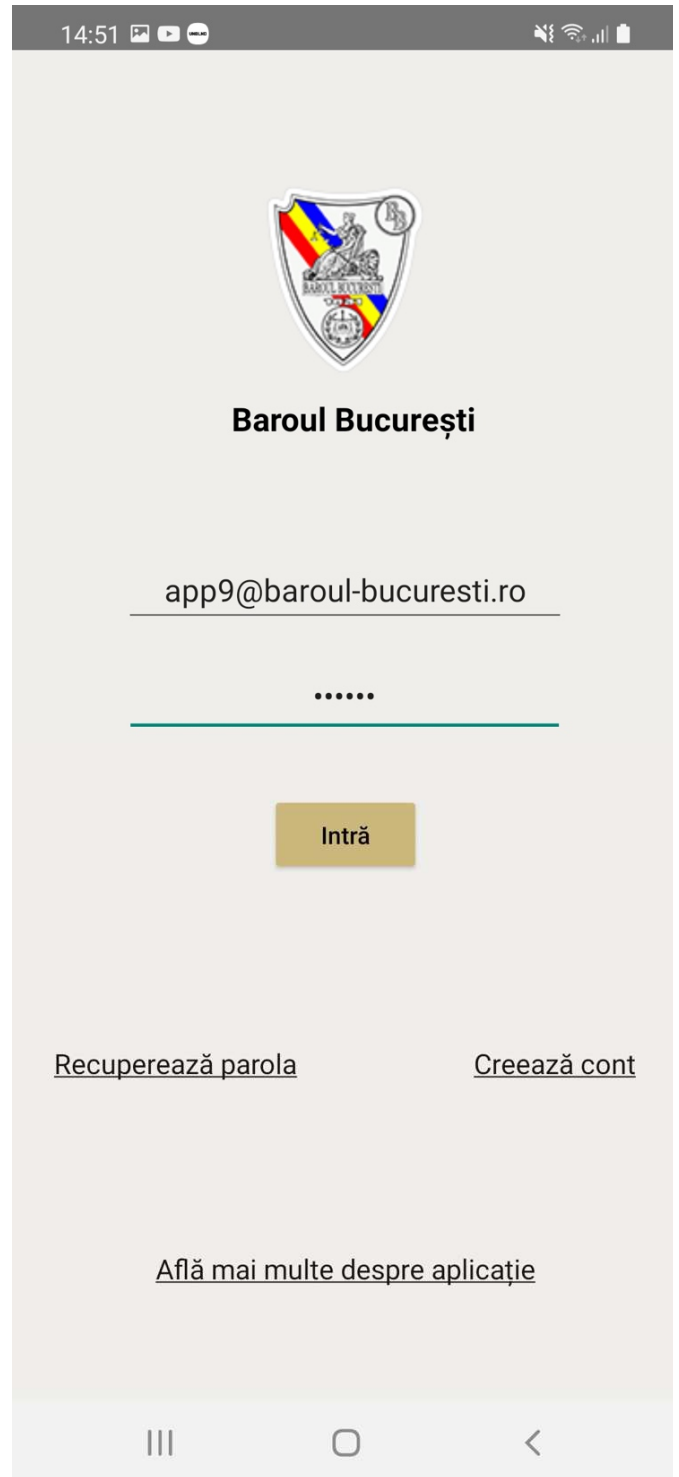 14:51
BB
BAROUL BUCUREȘTI
Baroul București
app9@baroul-bucuresti.ro
••••••
Intră
Recuperează parola
Creează cont
Află mai multe despre aplicație